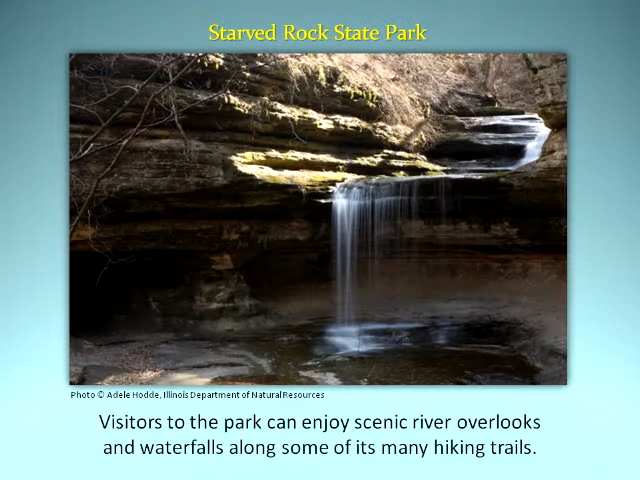 Starved Rock State Park
Photo © Adele Hodde, Illinois Department of Natural Resources
Visitors to the park can enjoy scenic river overlooks
and waterfalls along some of its many hiking trails.